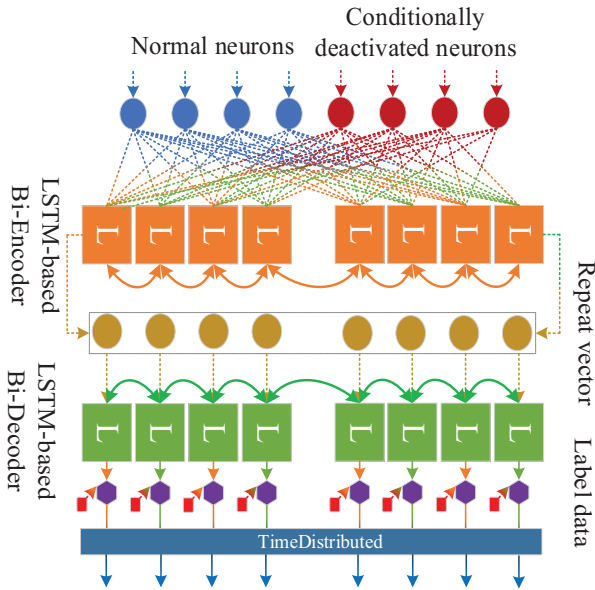 Conditionally
deactivated neurons
Normal neurons
LSTM-based
Bi-Encoder
L L L L L L L L
Repeat vector
LSTM-based
Bi-Decoder
L L L L L L L L
Label data
TimeDistributed